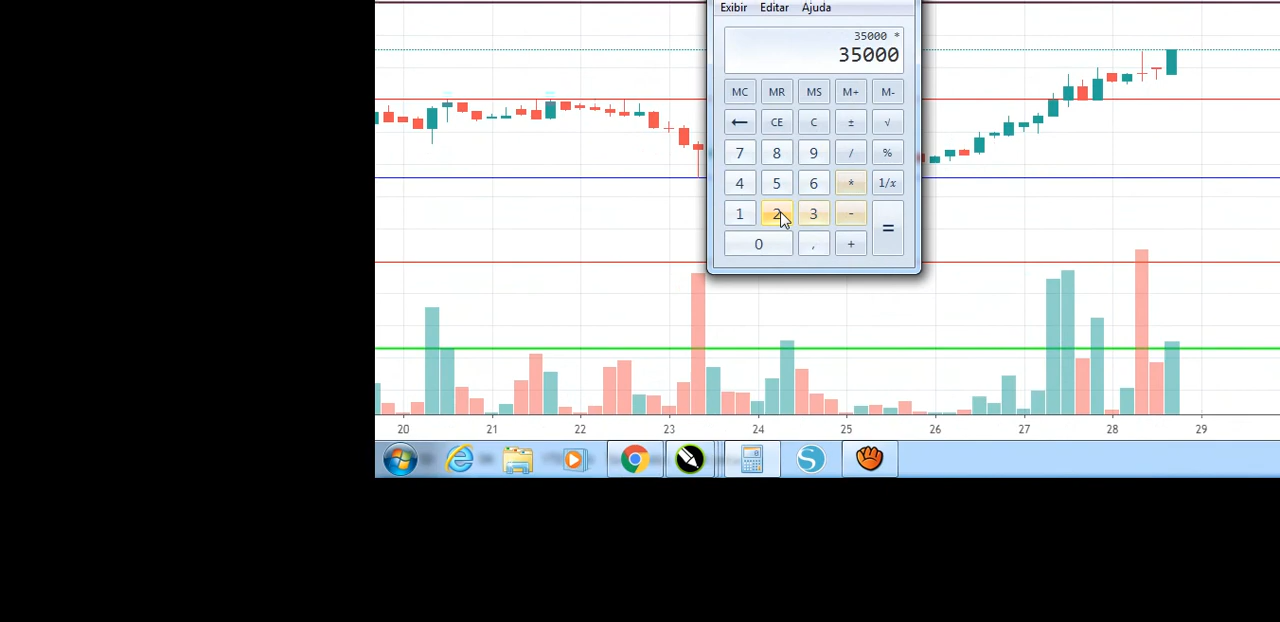 Exibir Editar Ajuda
35000 *
35000
MC MR MS M+ M-
← CE C ± √
7 8 9 / %
4 5 6 * 1/x
1 2 3 - =
0 , +
20 21 22 23 24 25 26 27 28 29